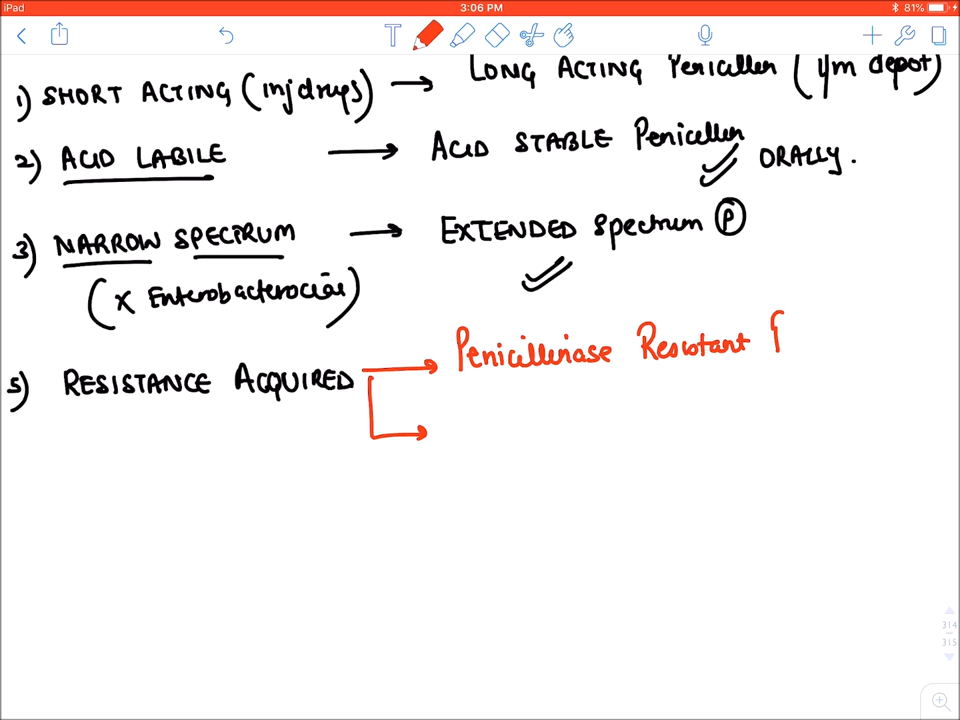 iPad 3:06 PM 81%
T
1) SHORT ACTING (inj drugs) → LONG ACTING Penicillin (I/m depot)
2) ACID LABILE → ACID STABLE Penicillin
ORALLY.
3) NARROW SPECTRUM → EXTENDED Spectrum P
(x Enterobacteraciae)
Penicillinase Resistant P
5) RESISTANCE ACQUIRED
314
315